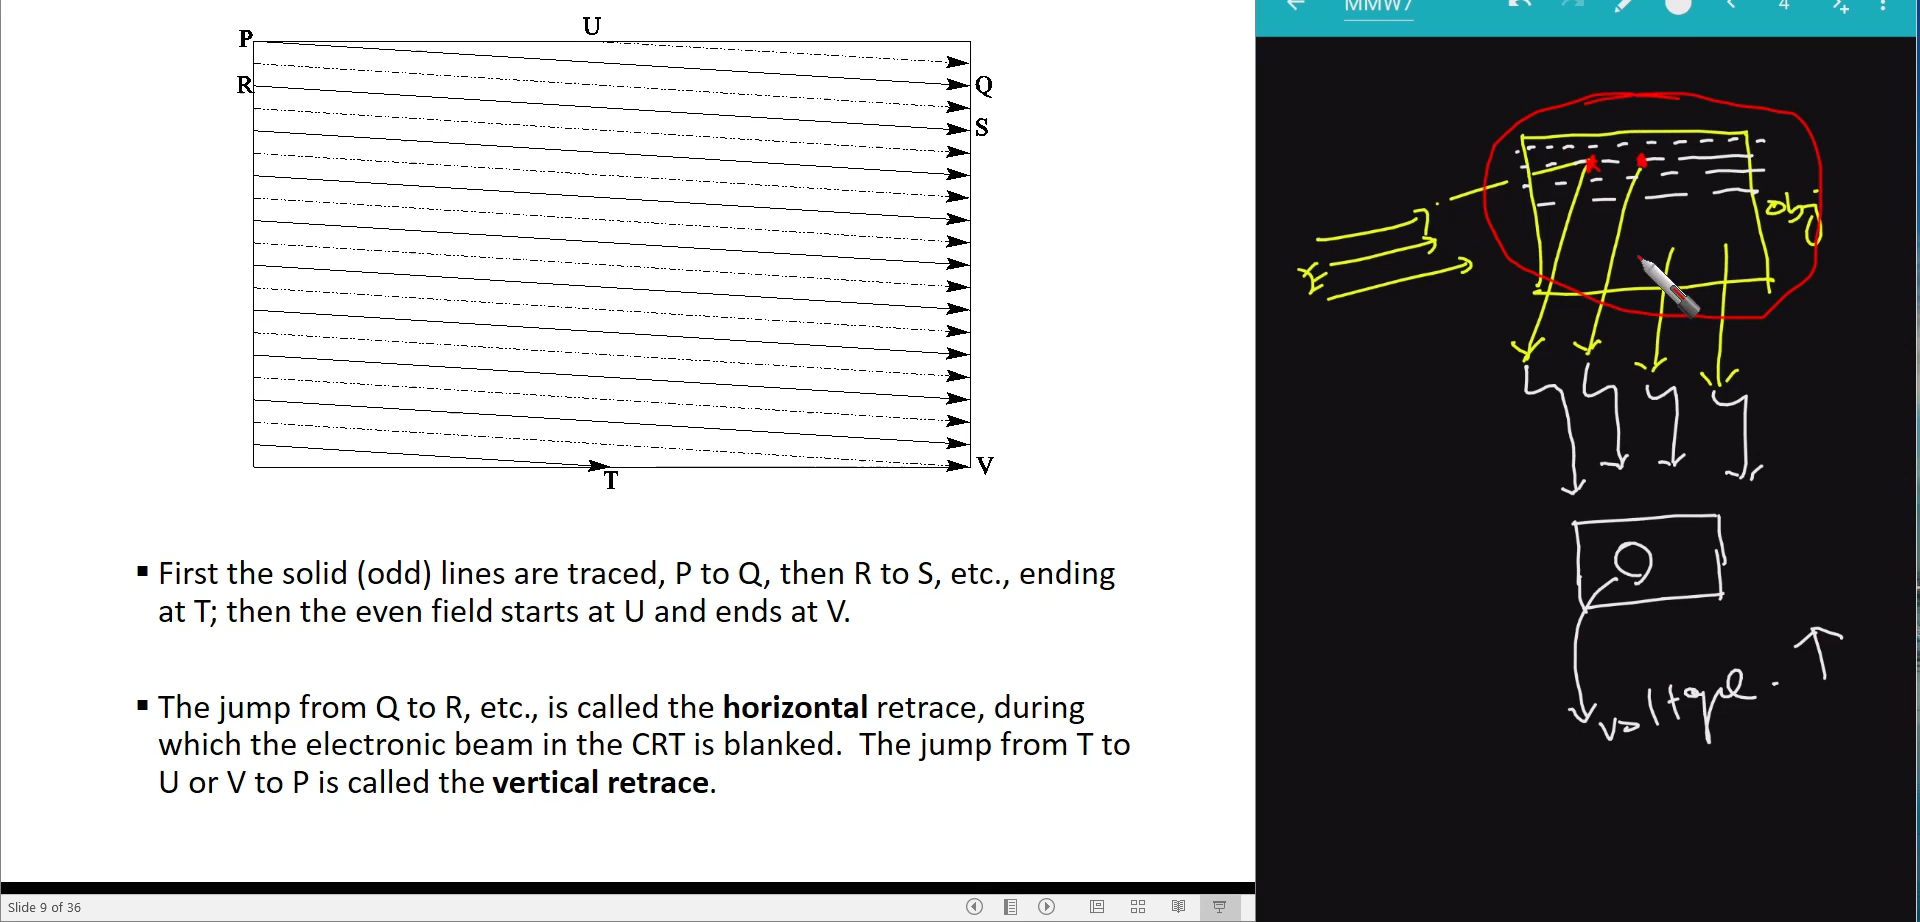 P
U
R
Q
S
T
V
▪ First the solid (odd) lines are traced, P to Q, then R to S, etc., ending
at T; then the even field starts at U and ends at V.
▪ The jump from Q to R, etc., is called the horizontal retrace, during
which the electronic beam in the CRT is blanked. The jump from T to
U or V to P is called the vertical retrace.
Slide 9 of 36
MMW7
4
obj
E
voltage.